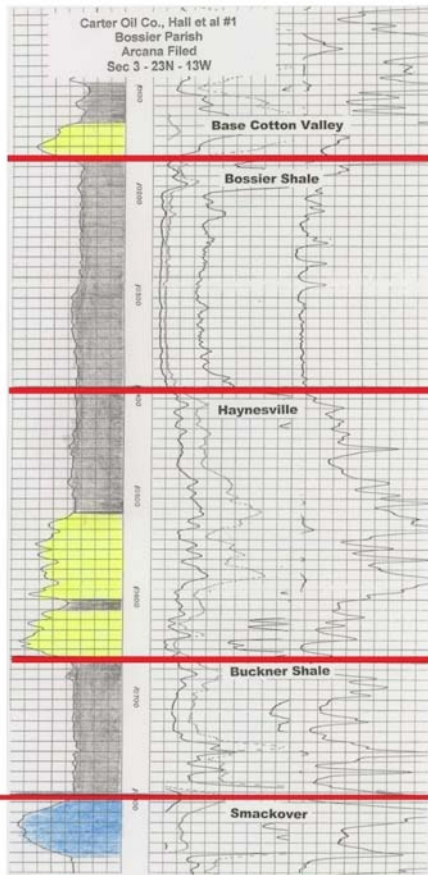 Carter Oil Co., Hall et al #1
Bossier Parish
Arcana Filed
Sec 3 - 23N - 13W
Base Cotton Valley
Bossier Shale
Haynesville
Buckner Shale
Smackover